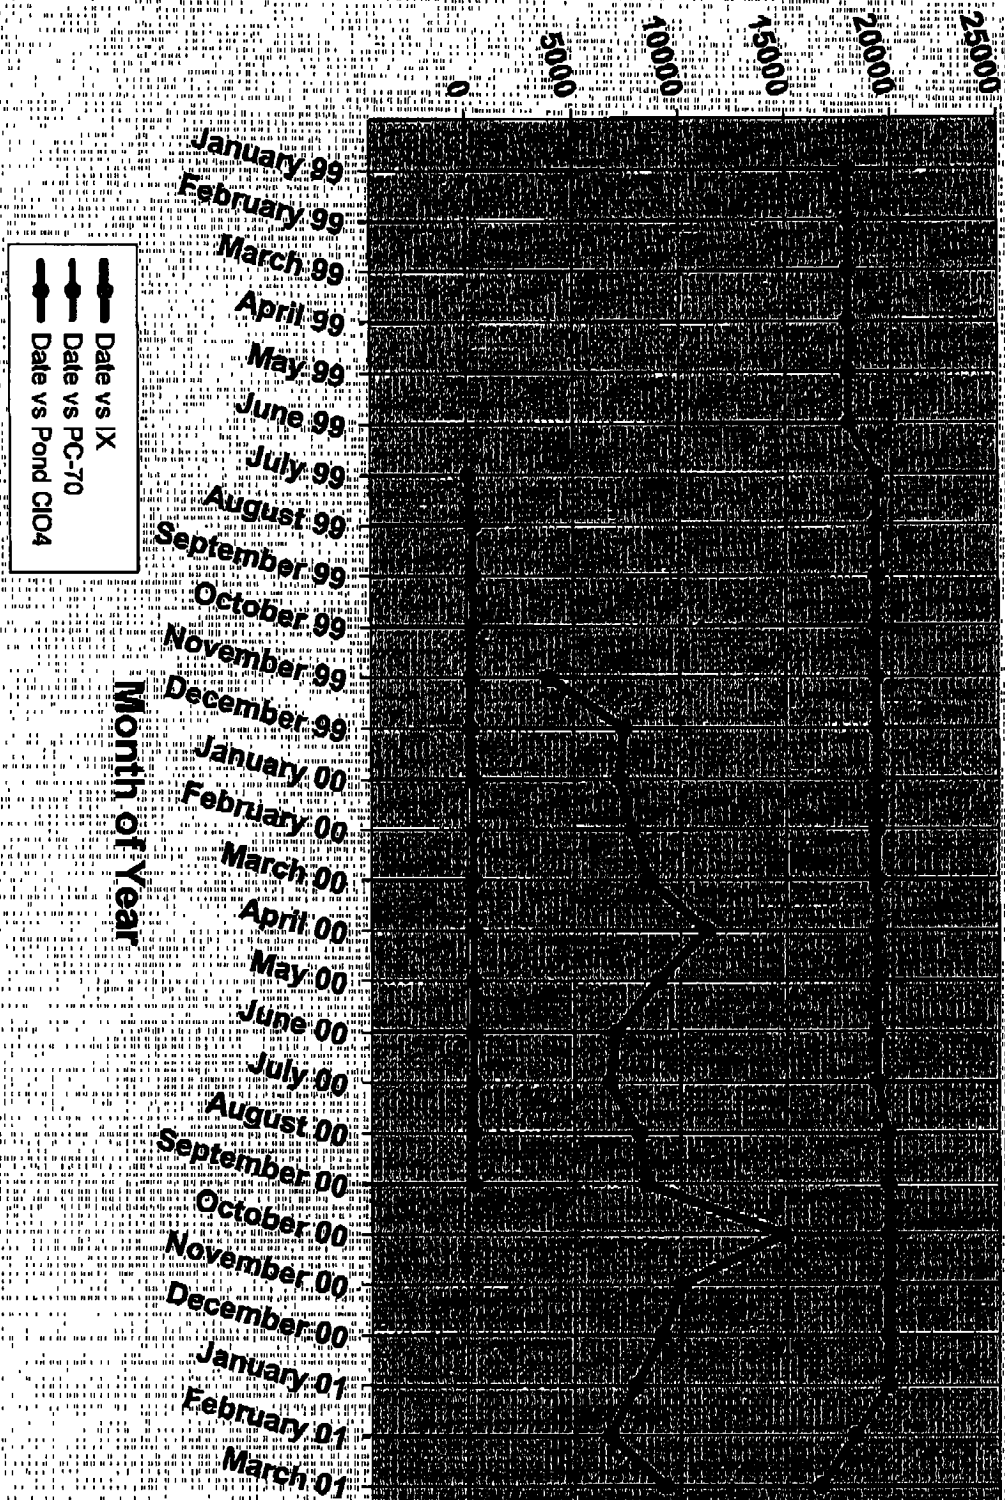 25000
20000
15000
10000
5000
0
January 99
February 99
March 99
April 99
May 99
June 99
July 99
August 99
September 99
October 99
November 99
December 99
January 00
February 00
March 00
April 00
May 00
June 00
July 00
August 00
September 00
October 00
November 00
December 00
January 01
February 01
March 01
Month of Year
Date vs IX
Date vs PC-70
Date vs Pond ClO4